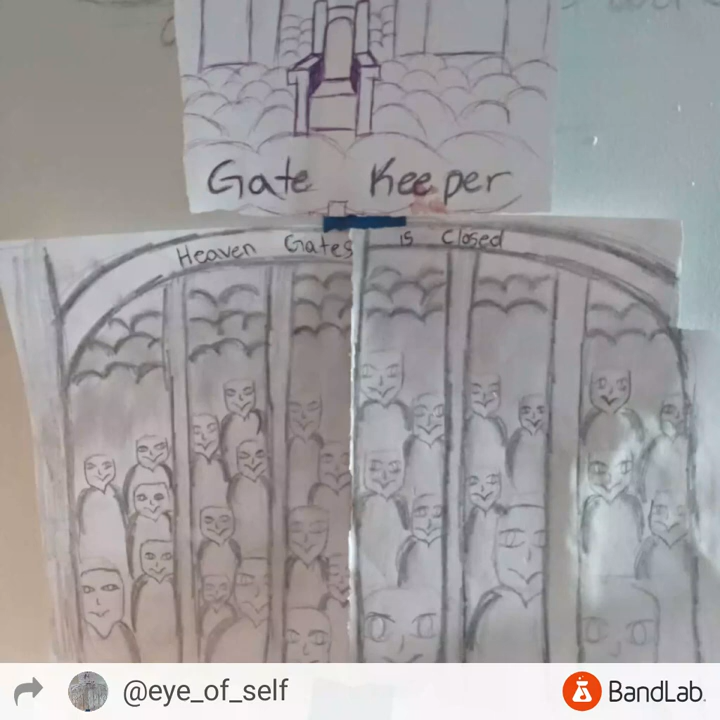 Gate Keeper
Heaven Gates is Closed
@eye_of_self
BandLab.